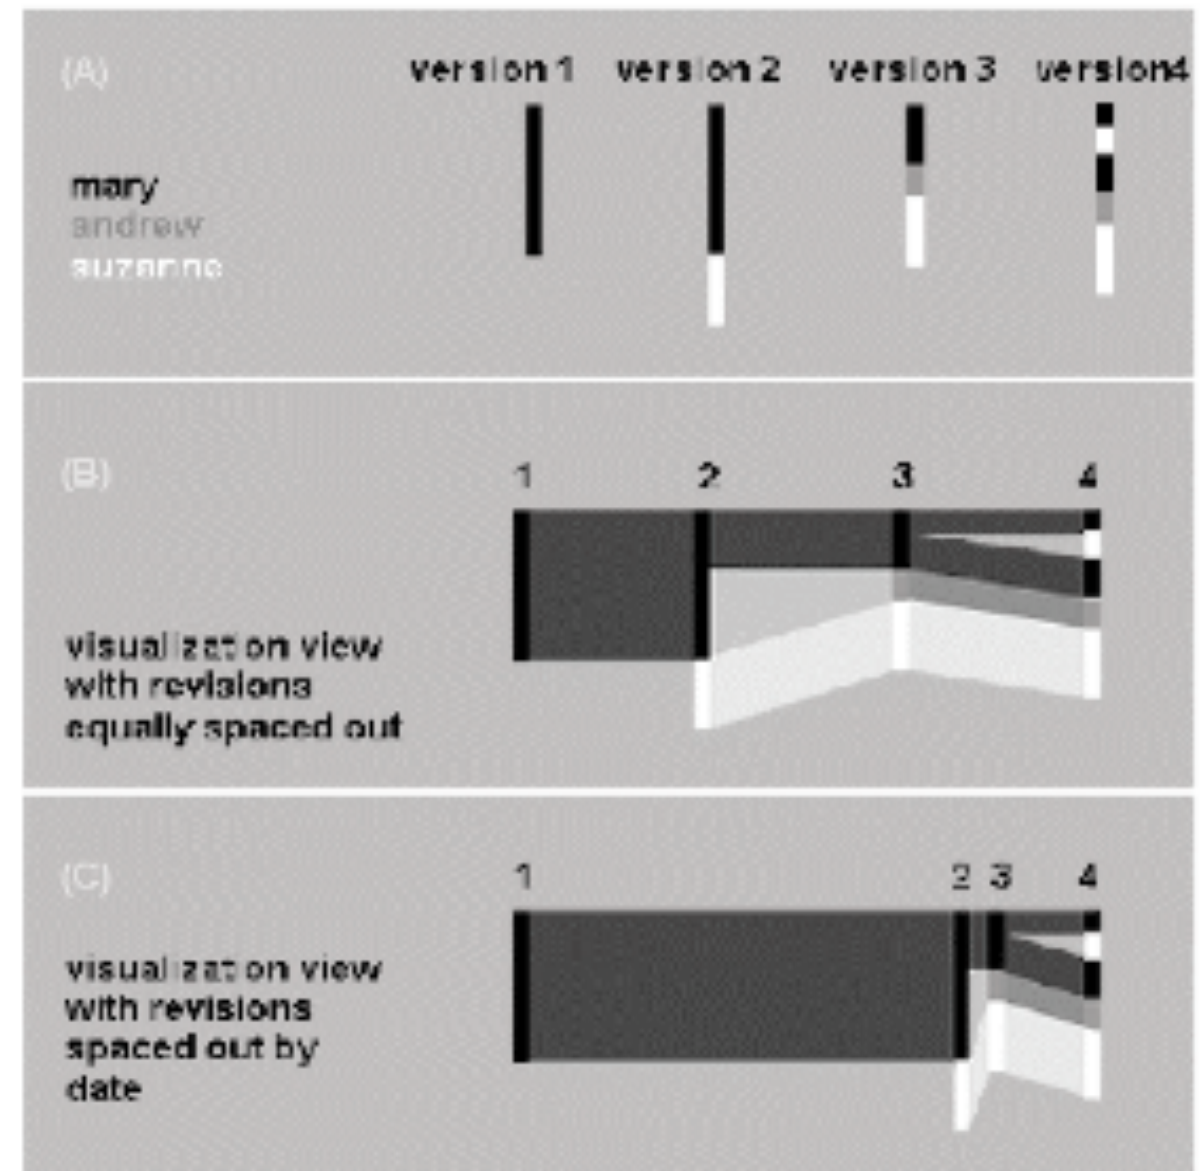 (A)
version 1 version 2 version 3 version4
mary
andrew
suzanne
(B)
1 2 3 4
visualization view
with revisions
equally spaced out
(C)
1 2 3 4
visualization view
with revisions
spaced out by
date